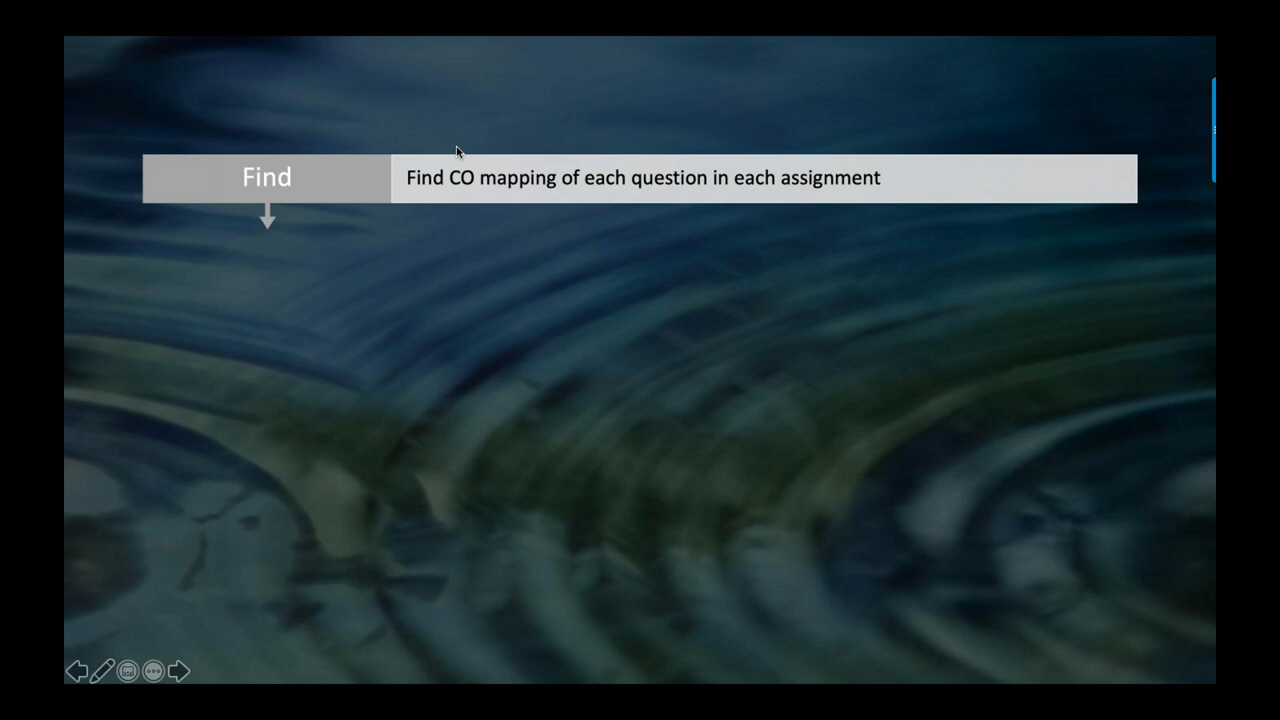 Find
Find CO mapping of each question in each assignment